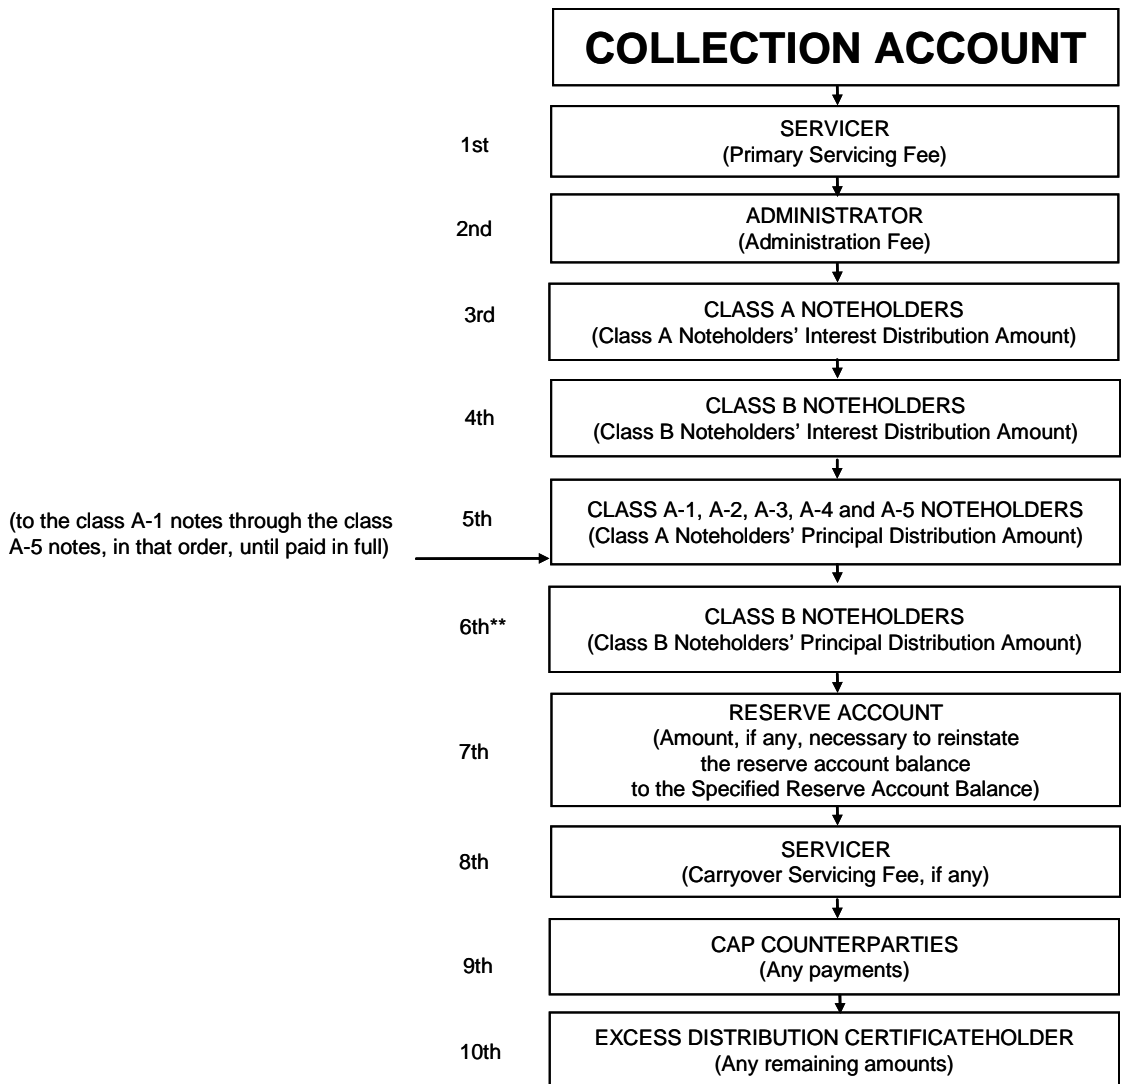 COLLECTION ACCOUNT
1st
SERVICER
(Primary Servicing Fee)
2nd
ADMINISTRATOR
(Administration Fee)
3rd
CLASS A NOTEHOLDERS
(Class A Noteholders' Interest Distribution Amount)
4th
CLASS B NOTEHOLDERS
(Class B Noteholders' Interest Distribution Amount)
(to the class A-1 notes through the class
A-5 notes, in that order, until paid in full)
5th
CLASS A-1, A-2, A-3, A-4 and A-5 NOTEHOLDERS
(Class A Noteholders' Principal Distribution Amount)
6th**
CLASS B NOTEHOLDERS
(Class B Noteholders' Principal Distribution Amount)
7th
RESERVE ACCOUNT
(Amount, if any, necessary to reinstate
the reserve account balance
to the Specified Reserve Account Balance)
8th
SERVICER
(Carryover Servicing Fee, if any)
9th
CAP COUNTERPARTIES
(Any payments)
10th
EXCESS DISTRIBUTION CERTIFICATEHOLDER
(Any remaining amounts)